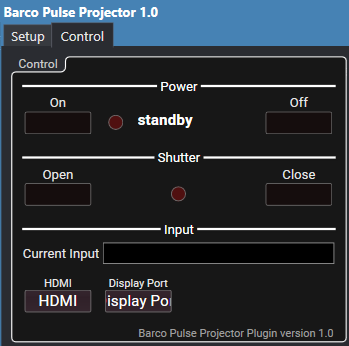 Barco Pulse Projector 1.0
Setup Control
Control
Power
On Off
standby
Shutter
Open Close
Input
Current Input
HDMI Display Port
HDMI isplay Por
Barco Pulse Projector Plugin version 1.0